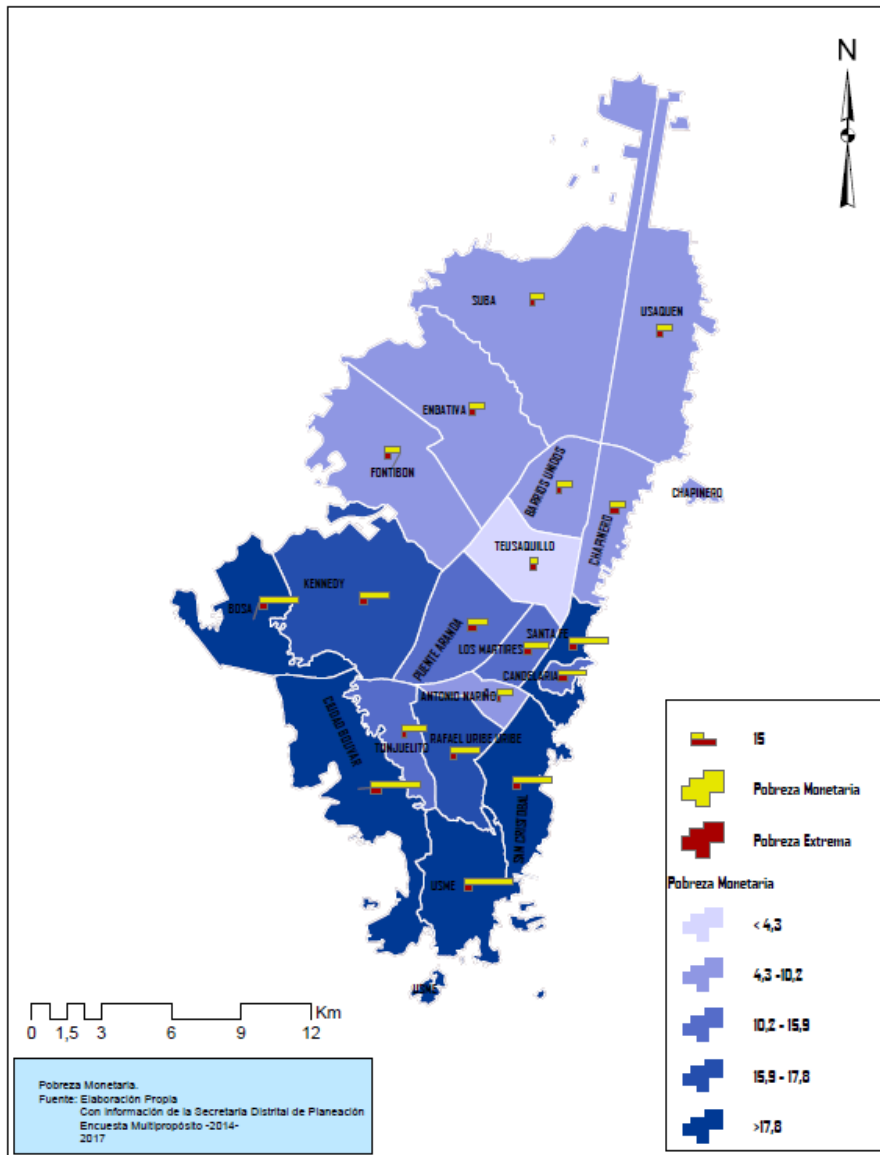 N
SUBA
USAQUEN
ENGATIVA
FONTIBON
BARRIOS UNIDOS
CHAPINERO
CHAPINERO
TEUSAQUILLO
KENNEDY
BOSA
PUENTE ARANDA
LOS MARTIRES
SANTA FE
CANDELARIA
ANTONIO NARIÑO
CIUDAD BOLIVAR
TUNJUELITO
RAFAEL URIBE URIBE
SAN CRISTOBAL
USME
USME
15
Pobreza Monetaria
Pobreza Extrema
Pobreza Monetaria
< 4,3
4,3 -10,2
10,2 - 15,9
15,9 - 17,8
>17,8
Km
0 1,5 3 6 9 12
Pobreza Monetaria.
Fuente: Elaboración Propia
Con información de la Secretaría Distrital de Planeación
Encuesta Multipropósito -2014-
2017